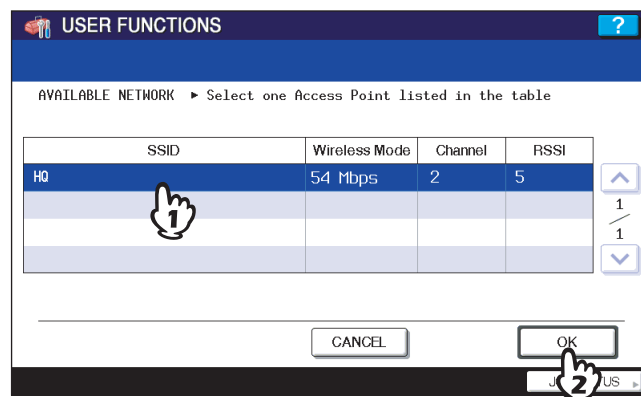 USER FUNCTIONS ?
AVAILABLE NETWORK ► Select one Access Point listed in the table
SSID Wireless Mode Channel RSSI
HQ 54 Mbps 2 5
1
1
1
CANCEL OK
2